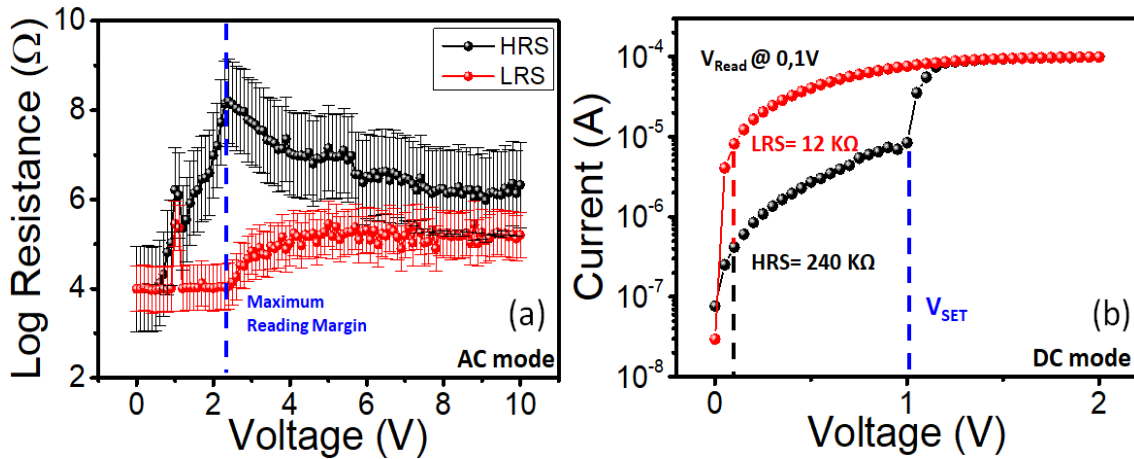 Log Resistance (Ω)
10
8
6
4
2
HRS
LRS
Maximum
Reading Margin
(a)
AC mode
0 2 4 6 8 10
Voltage (V)
Current (A)
10⁻⁴
10⁻⁵
10⁻⁶
10⁻⁷
10⁻⁸
V_Read @ 0,1V
LRS= 12 KΩ
HRS= 240 KΩ
V_SET
(b)
DC mode
0 1 2
Voltage (V)